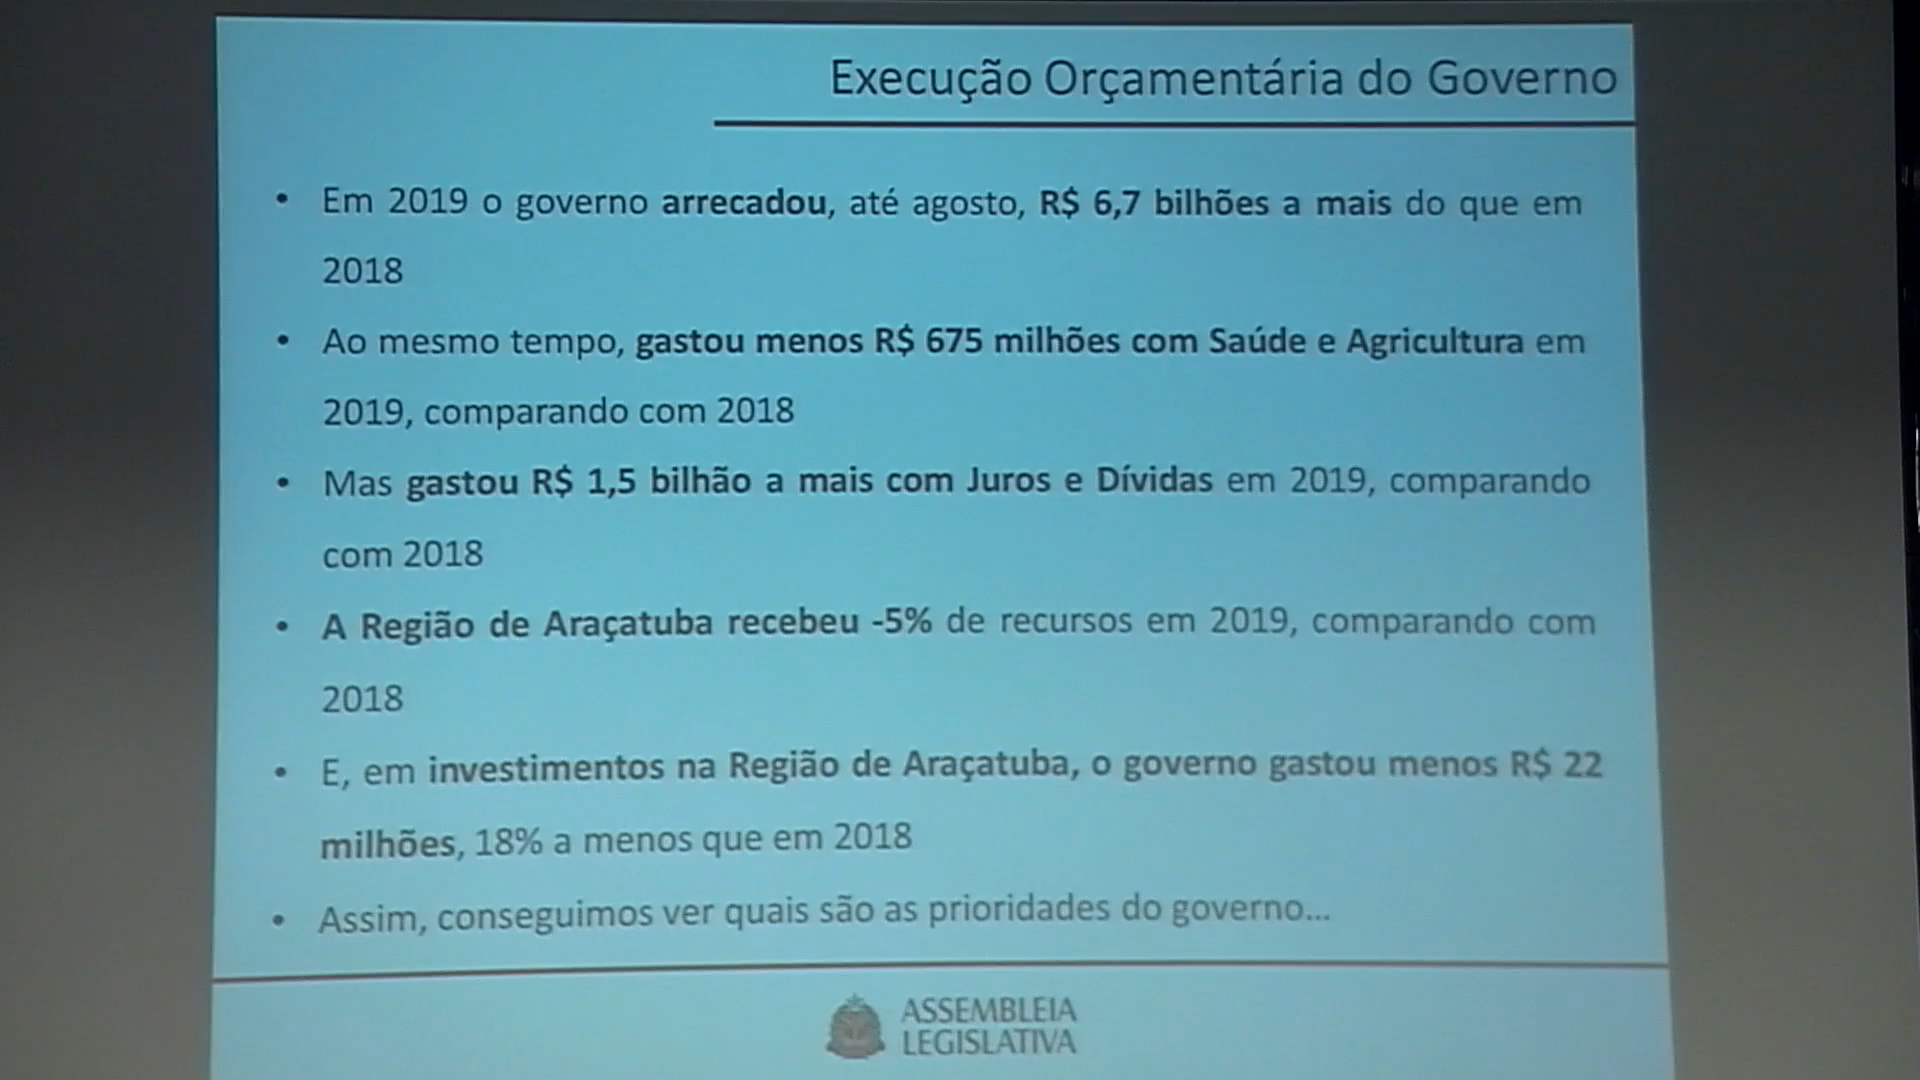 Execução Orçamentária do Governo
• Em 2019 o governo arrecadou, até agosto, R$ 6,7 bilhões a mais do que em
2018
• Ao mesmo tempo, gastou menos R$ 675 milhões com Saúde e Agricultura em
2019, comparando com 2018
• Mas gastou R$ 1,5 bilhão a mais com Juros e Dívidas em 2019, comparando
com 2018
• A Região de Araçatuba recebeu -5% de recursos em 2019, comparando com
2018
• E, em investimentos na Região de Araçatuba, o governo gastou menos R$ 22
milhões, 18% a menos que em 2018
• Assim, conseguimos ver quais são as prioridades do governo...
ASSEMBLEIA
LEGISLATIVA